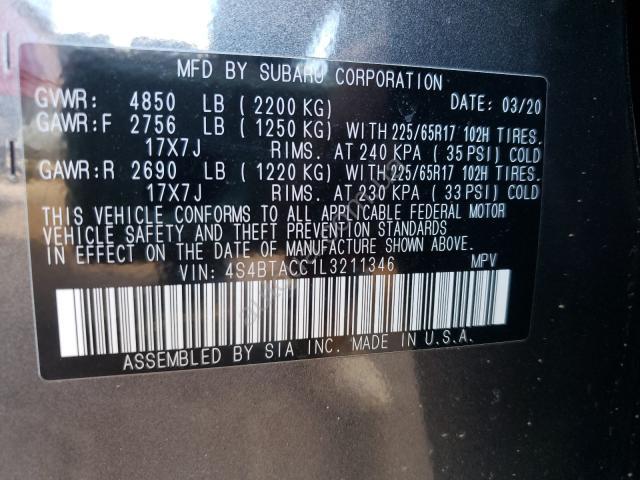 MFD BY SUBARU CORPORATION
GVWR: 4850 LB (2200 KG) DATE: 03/20
GAWR:F 2756 LB (1250 KG) WITH 225/65R17 102H TIRES.
17X7J RIMS. AT 240 KPA (35 PSI) COLD
GAWR:R 2690 LB (1220 KG) WITH 225/65R17 102H TIRES.
17X7J RIMS. AT 230 KPA (33 PSI) COLD
THIS VEHICLE CONFORMS TO ALL APPLICABLE FEDERAL MOTOR
VEHICLE SAFETY AND THEFT PREVENTION STANDARDS
IN EFFECT ON THE DATE OF MANUFACTURE SHOWN ABOVE.
VIN: 4S4BTACC1L3211346 MPV
ASSEMBLED BY SIA INC. MADE IN U.S.A.